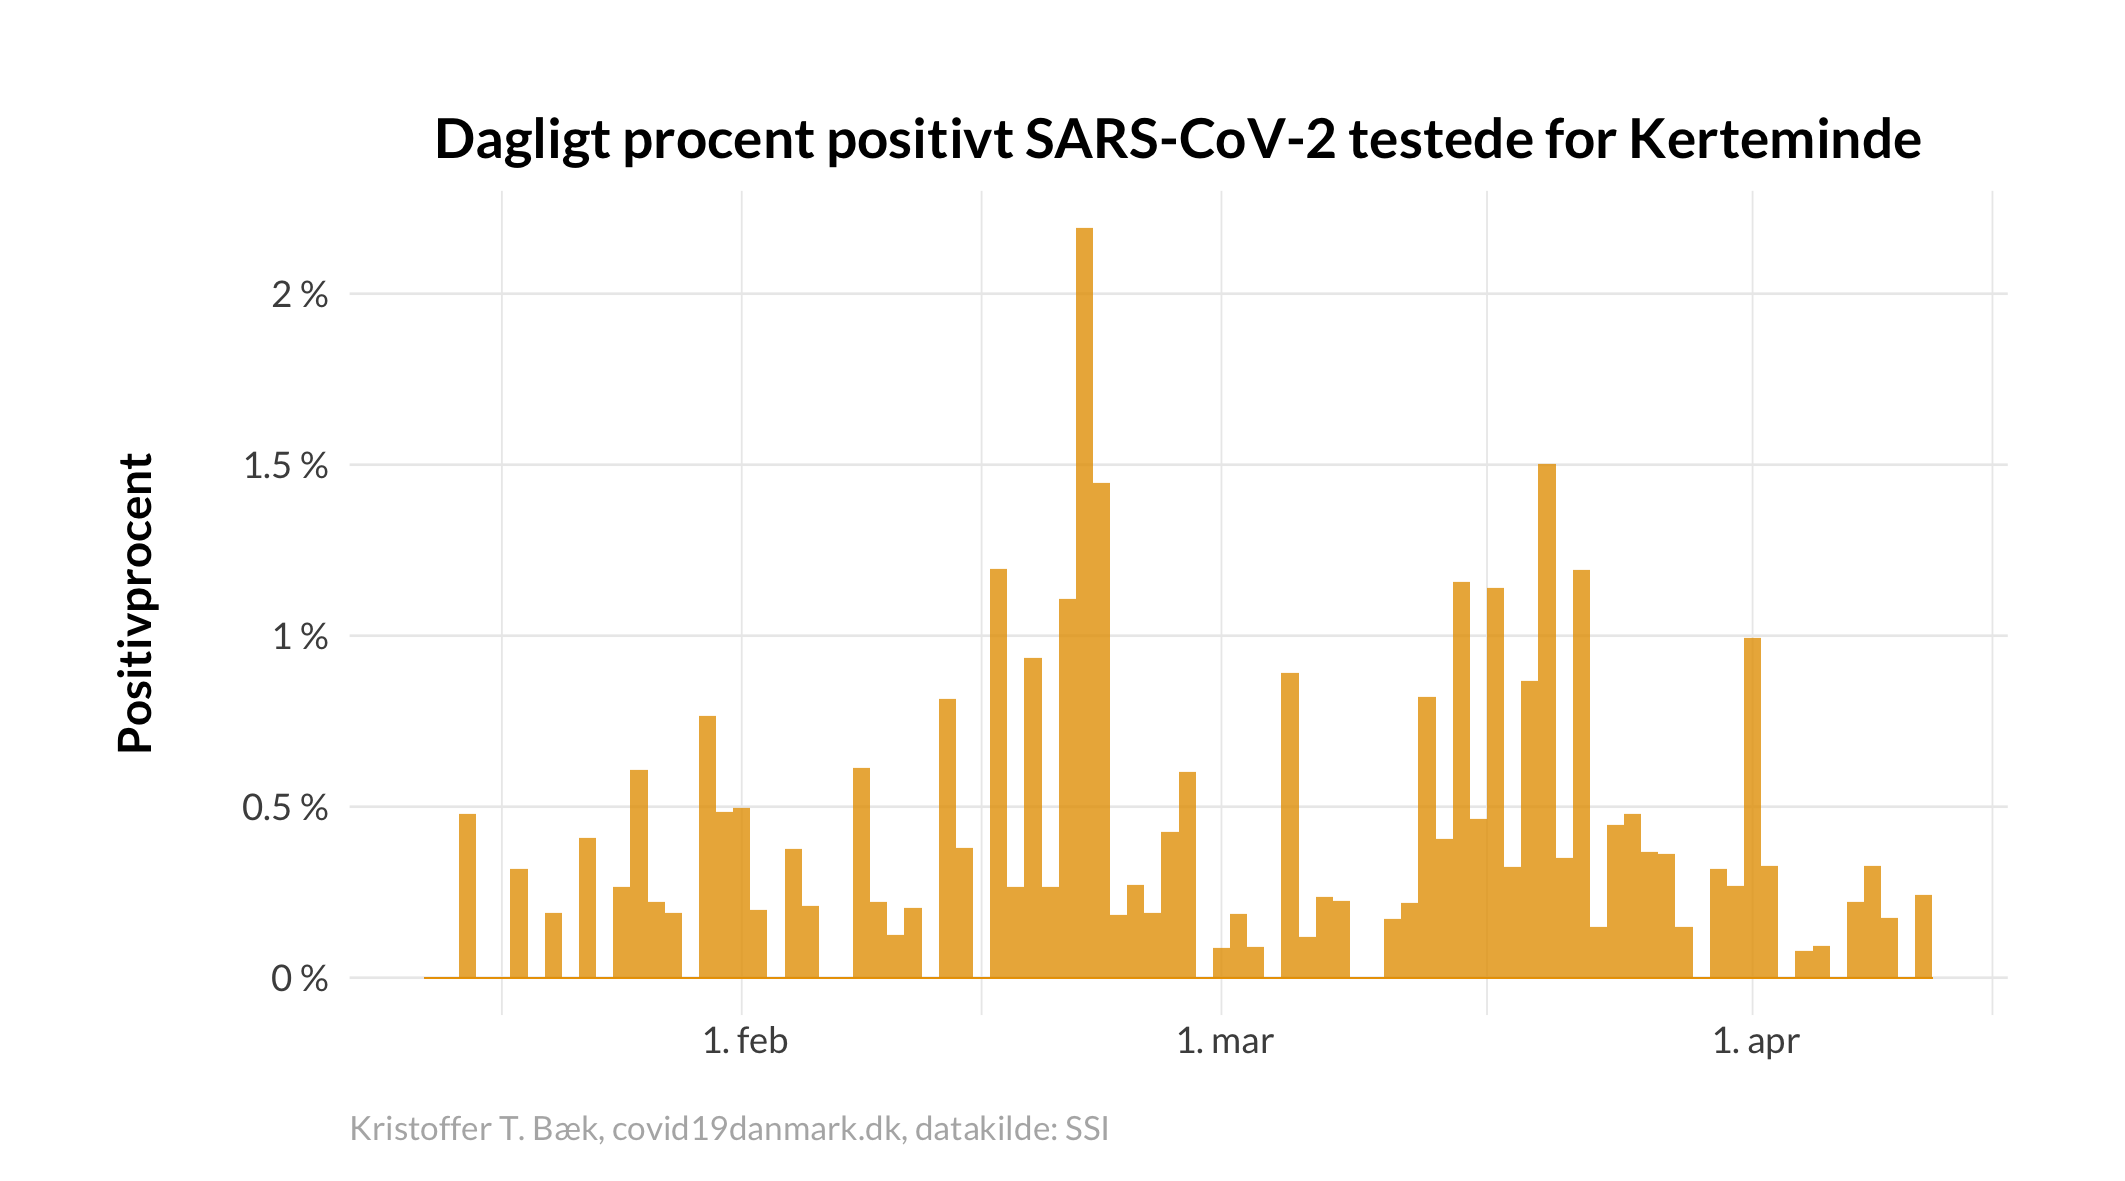 Dagligt procent positivt SARS-CoV-2 testede for Kerteminde
Positivprocent
2 %
1.5 %
1 %
0.5 %
0 %
1. feb
1. mar
1. apr
Kristoffer T. Bæk, covid19danmark.dk, datakilde: SSI